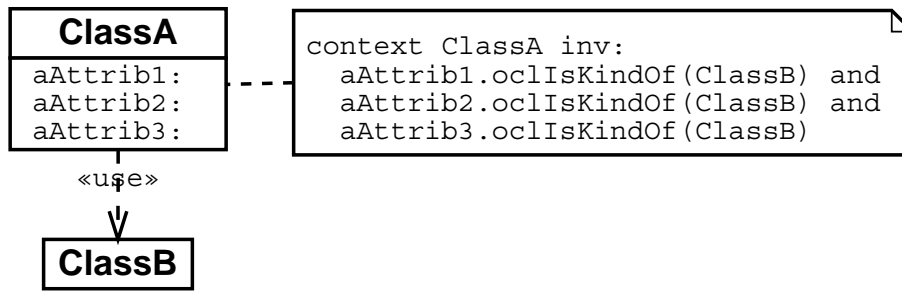 ClassA
aAttrib1:
aAttrib2:
aAttrib3:
context ClassA inv:
aAttrib1.oclIsKindOf(ClassB) and
aAttrib2.oclIsKindOf(ClassB) and
aAttrib3.oclIsKindOf(ClassB)
«use»
ClassB